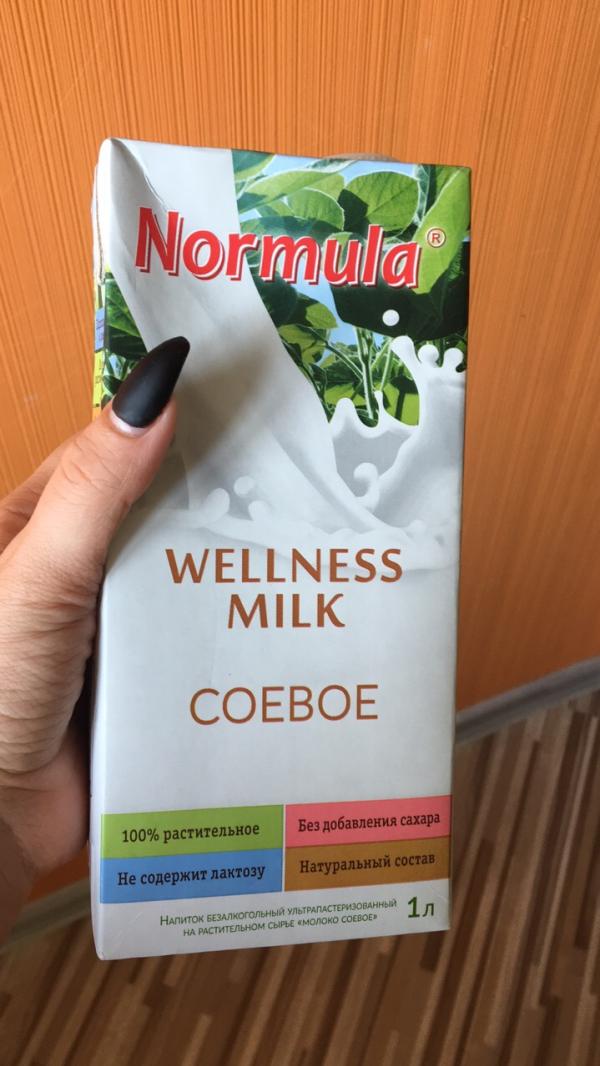 Normula®
WELLNESS
MILK
СОЕВОЕ
100% растительное
Без добавления сахара
Не содержит лактозу
Натуральный состав
Напиток безалкогольный ультрапастеризованный
на растительном сырье «молоко соевое»
1л